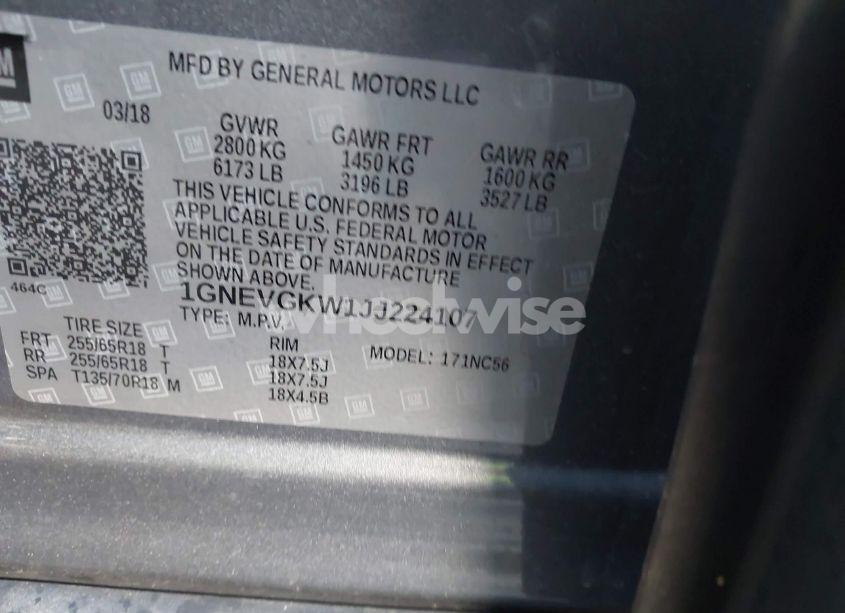 GM
MFD BY GENERAL MOTORS LLC
03/18
GVWR GAWR FRT GAWR RR
2800 KG 1450 KG 1600 KG
6173 LB 3196 LB 3527 LB
THIS VEHICLE CONFORMS TO ALL
APPLICABLE U.S. FEDERAL MOTOR
VEHICLE SAFETY STANDARDS IN EFFECT
ON THE DATE OF MANUFACTURE
SHOWN ABOVE.
464C
1GNEVGKW1JJ224107
TYPE: M.P.V.
TIRE SIZE RIM MODEL: 171NC56
FRT 255/65R18 T 18X7.5J
RR 255/65R18 T 18X7.5J
SPA T135/70R18 M 18X4.5B
wheelwise